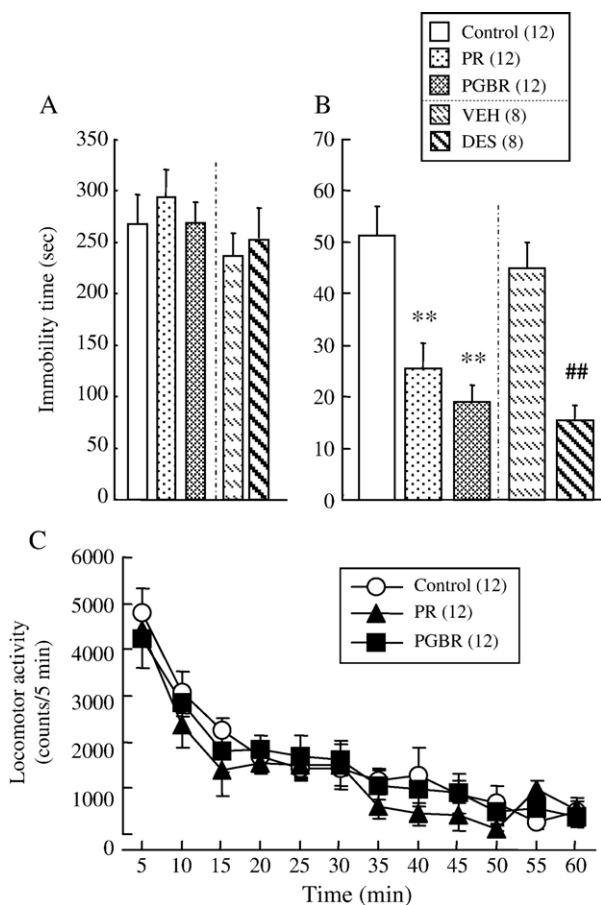 Control (12)
PR (12)
PGBR (12)
VEH (8)
DES (8)
A
B
Immobility time (sec)
350
300
250
200
150
100
50
0
70
60
50
40
30
20
10
0
**
**
##
C
Locomotor activity
(counts/5 min)
6000
5000
4000
3000
2000
1000
0
Control (12)
PR (12)
PGBR (12)
5 10 15 20 25 30 35 40 45 50 55 60
Time (min)